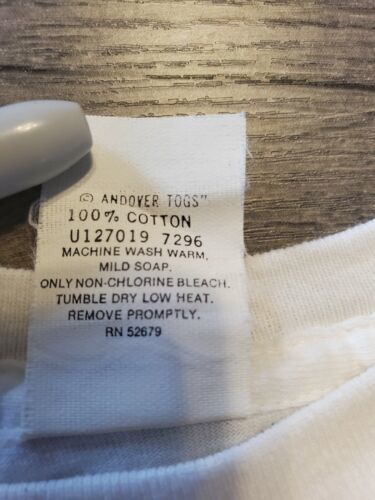 © ANDOVER TOGS"
100% COTTON
U127019 7296
MACHINE WASH WARM,
MILD SOAP.
ONLY NON-CHLORINE BLEACH.
TUMBLE DRY LOW HEAT.
REMOVE PROMPTLY.
RN 52679